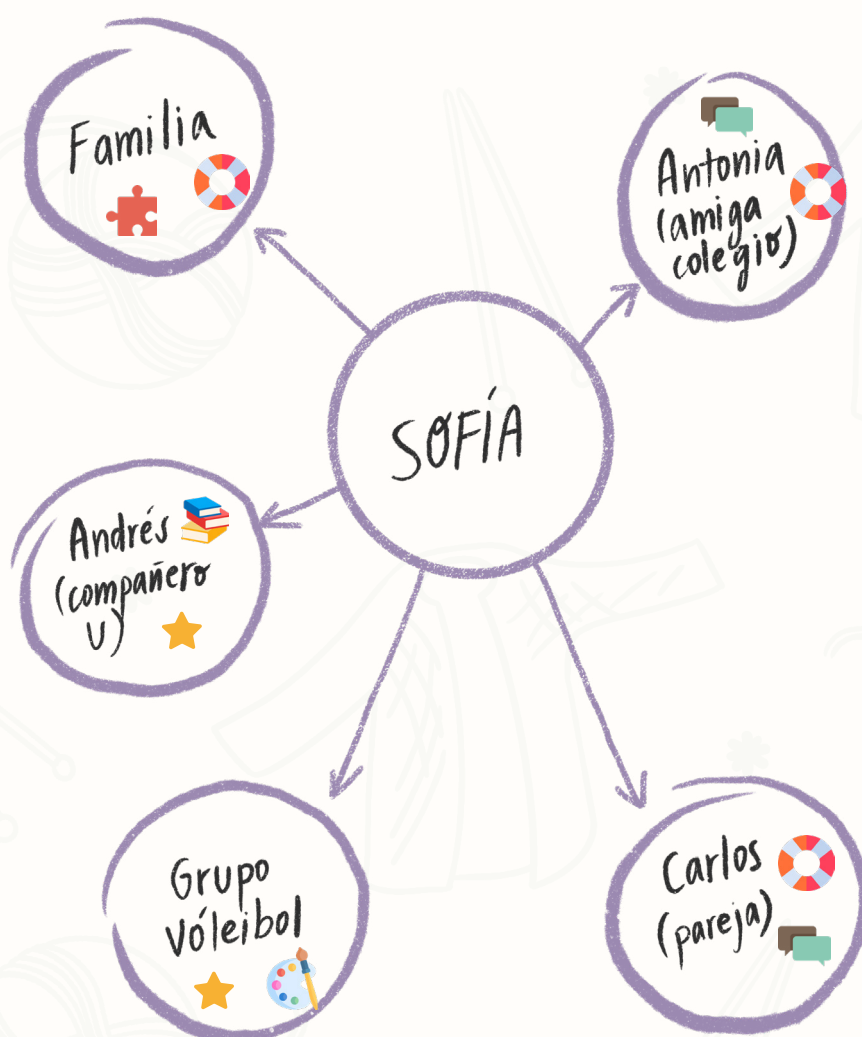 Familia
Antonia
(amiga
colegio)
SOFÍA
Andrés
(compañero
U)
Grupo
Vóleibol
Carlos
(pareja)